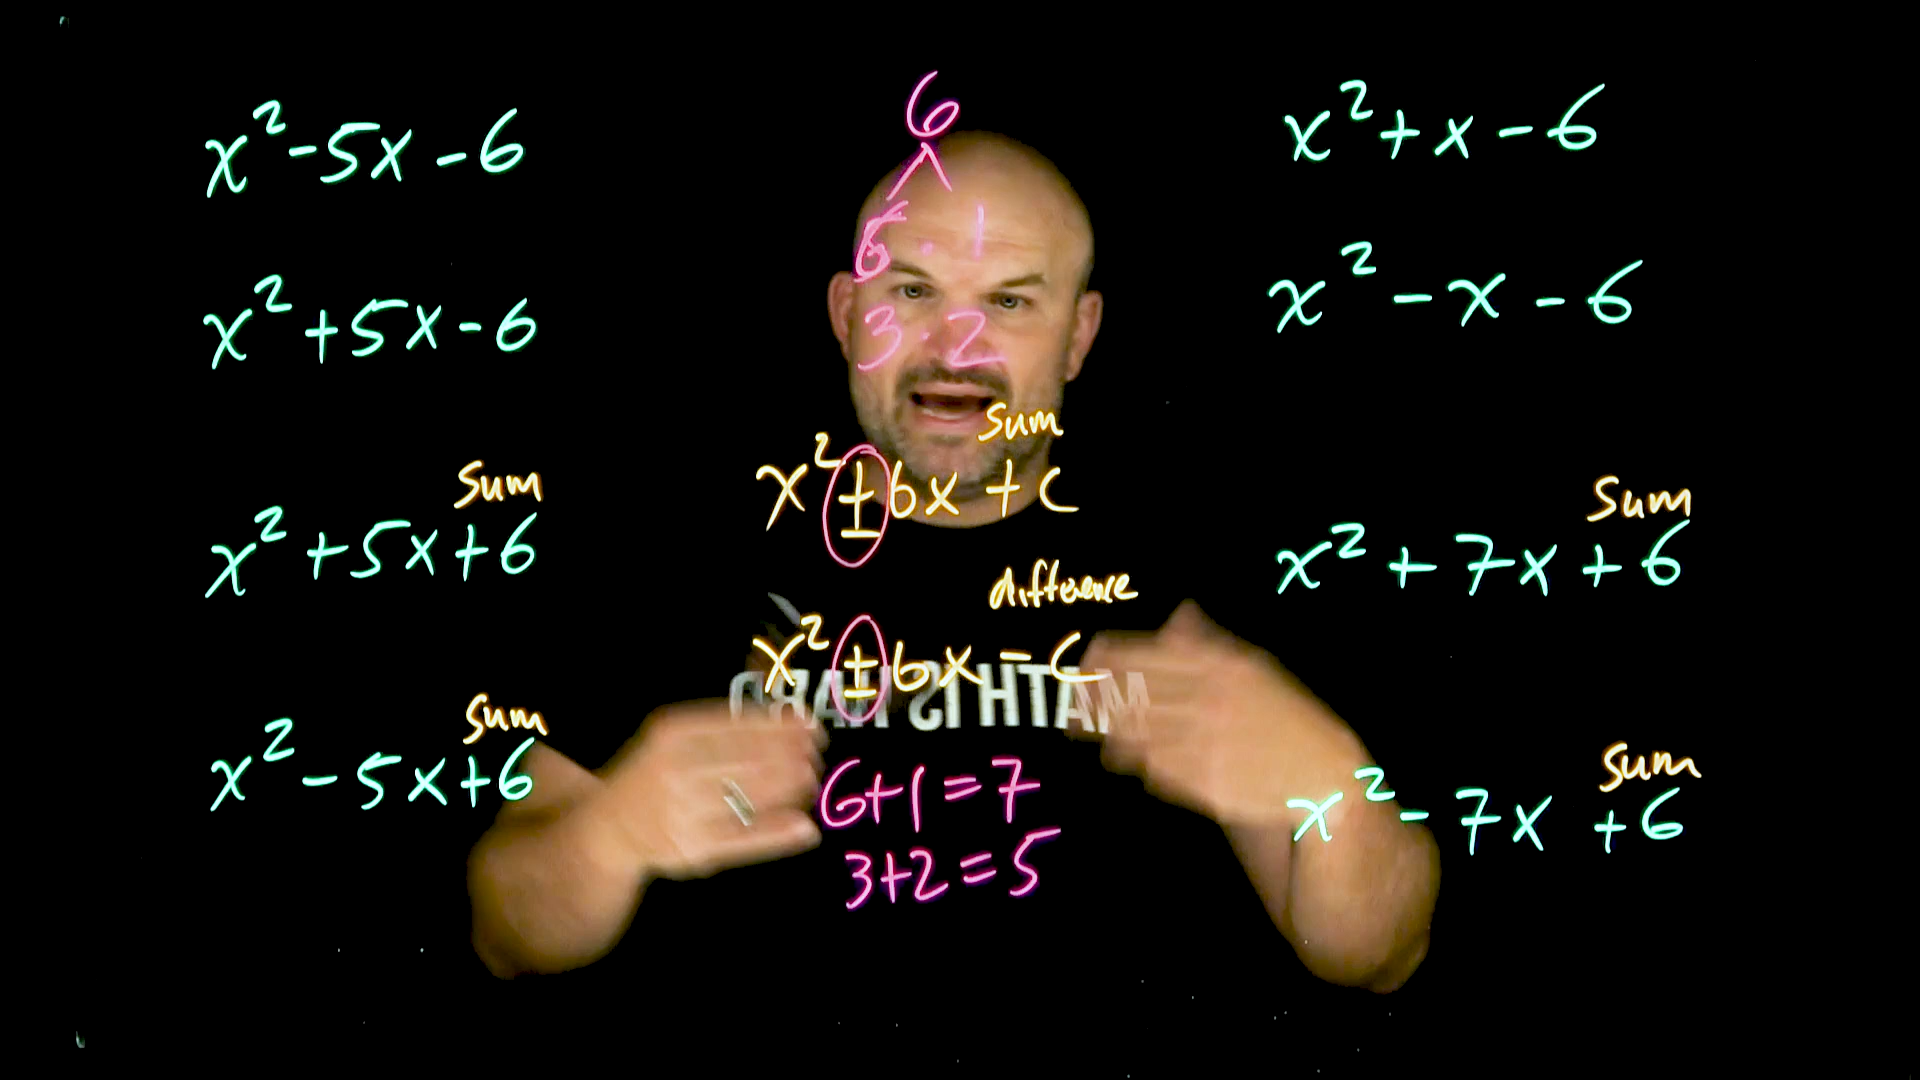 x² - 5x - 6
x² + 5x - 6
sum
x² + 5x + 6
sum
x² - 5x + 6
6
6 · 1
3 · 2
sum
x² ± 6x + c
difference
x² ± 6x - c
MATH IS HARD
6+1=7
3+2=5
x² + x - 6
x² - x - 6
sum
x² + 7x + 6
sum
x² - 7x + 6